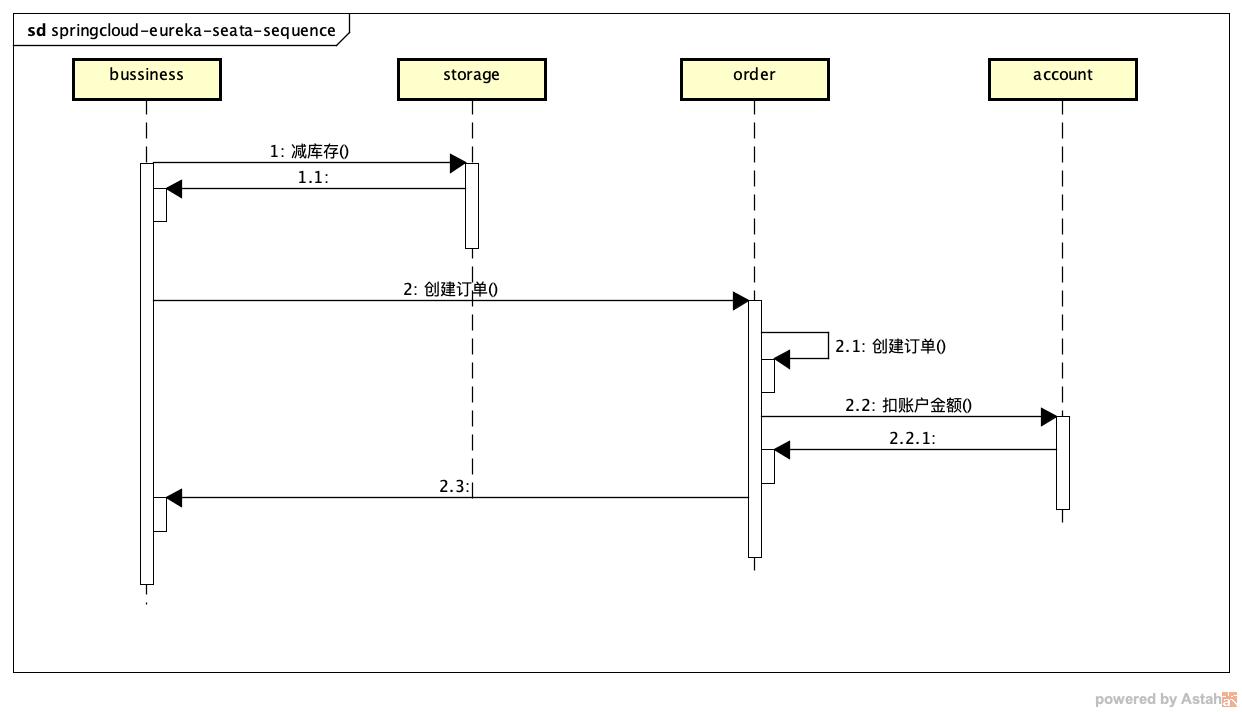 sd springcloud-eureka-seata-sequence
bussiness
storage
order
account
1: 减库存()
1.1:
2: 创建订单()
2.1: 创建订单()
2.2: 扣账户金额()
2.2.1:
2.3:
powered by Astah